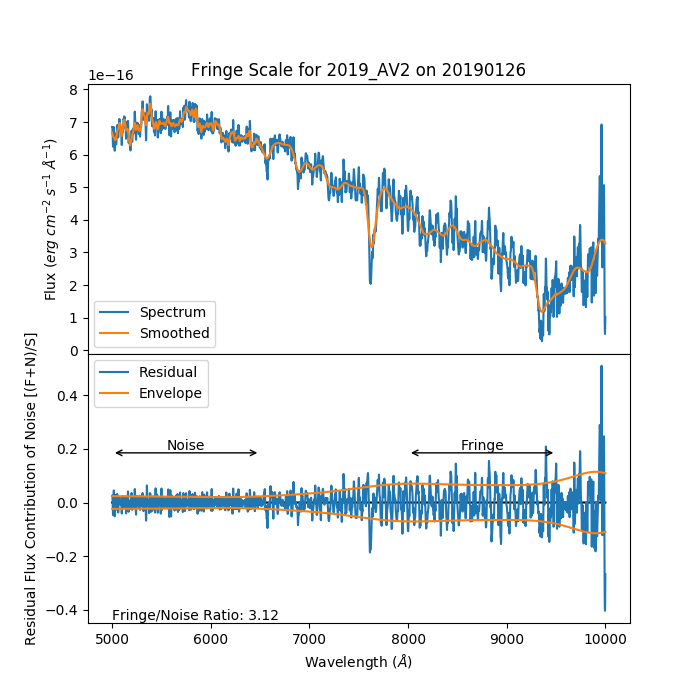 Fringe Scale for 2019_AV2 on 20190126
1e−16
8
7
6
5
4
3
2
1
0
Flux (erg cm⁻² s⁻¹ Å⁻¹)
Spectrum
Smoothed
Residual
Envelope
Noise
Fringe
0.4
0.2
0.0
−0.2
−0.4
Residual Flux Contribution of Noise [(F+N)/S]
Fringe/Noise Ratio: 3.12
5000 6000 7000 8000 9000 10000
Wavelength (Å)